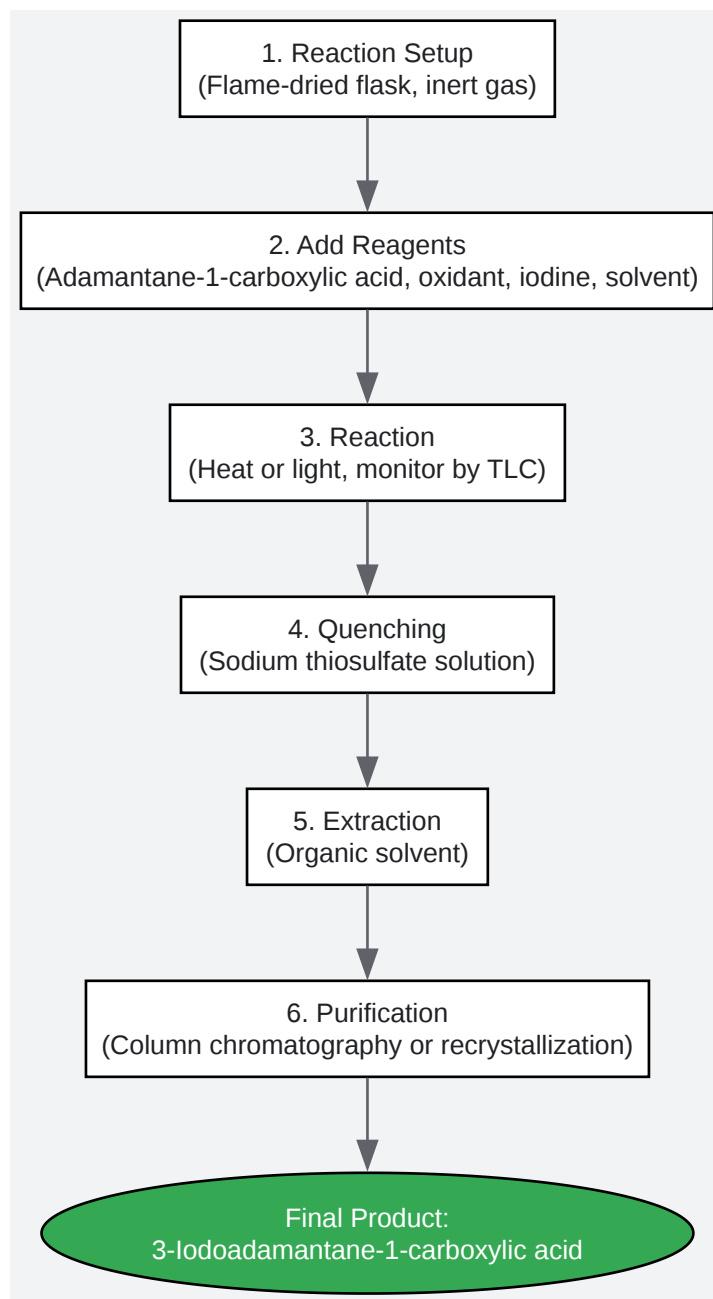 1. Reaction Setup
(Flame-dried flask, inert gas)
2. Add Reagents
(Adamantane-1-carboxylic acid, oxidant, iodine, solvent)
3. Reaction
(Heat or light, monitor by TLC)
4. Quenching
(Sodium thiosulfate solution)
5. Extraction
(Organic solvent)
6. Purification
(Column chromatography or recrystallization)
Final Product:
3-Iodoadamantane-1-carboxylic acid